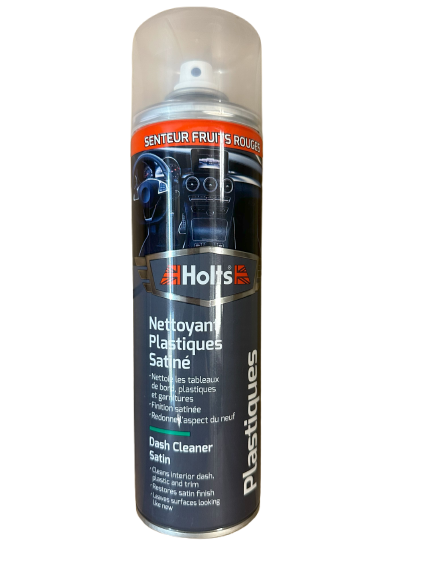 SENTEUR FRUITS ROUGES
Holts
Nettoyant
Plastiques
Satiné
• Nettoie les tableaux
de bord, plastiques
et garnitures
• Finition satinée
• Redonne l'aspect du neuf
Dash Cleaner
Satin
• Cleans interior dash,
plastic and trim
• Restores satin finish
• Leaves surfaces looking
like new
Plastiques